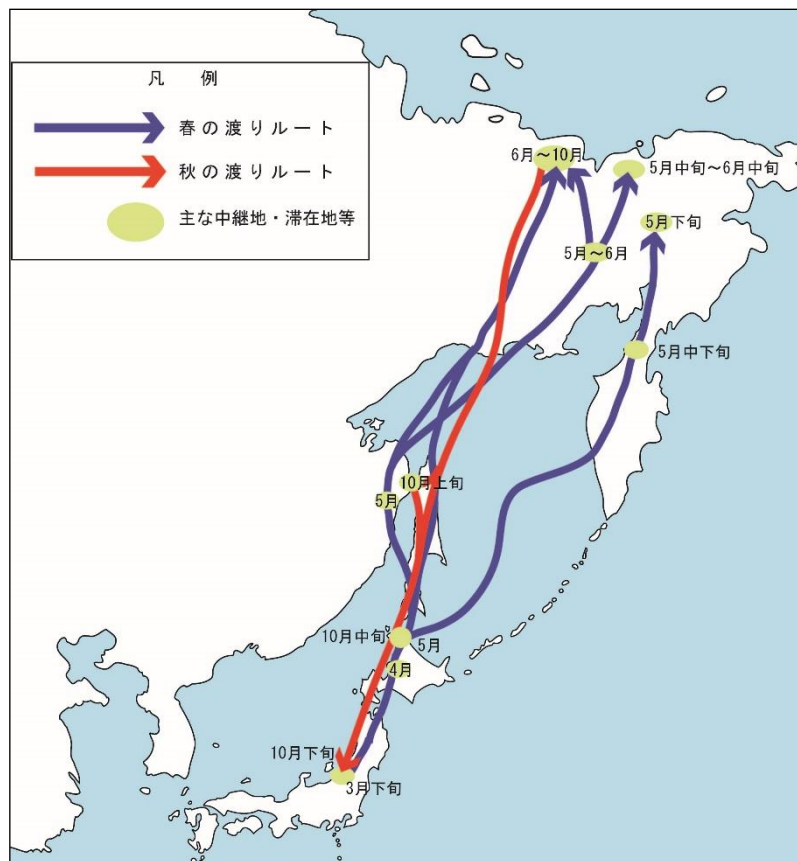 凡 例
春の渡りルート
秋の渡りルート
主な中継地・滞在地等
6月～10月
5月中旬～6月中旬
5月下旬
5月～6月
5月中下旬
10月上旬
5月
10月中旬
5月
4月
10月下旬
3月下旬